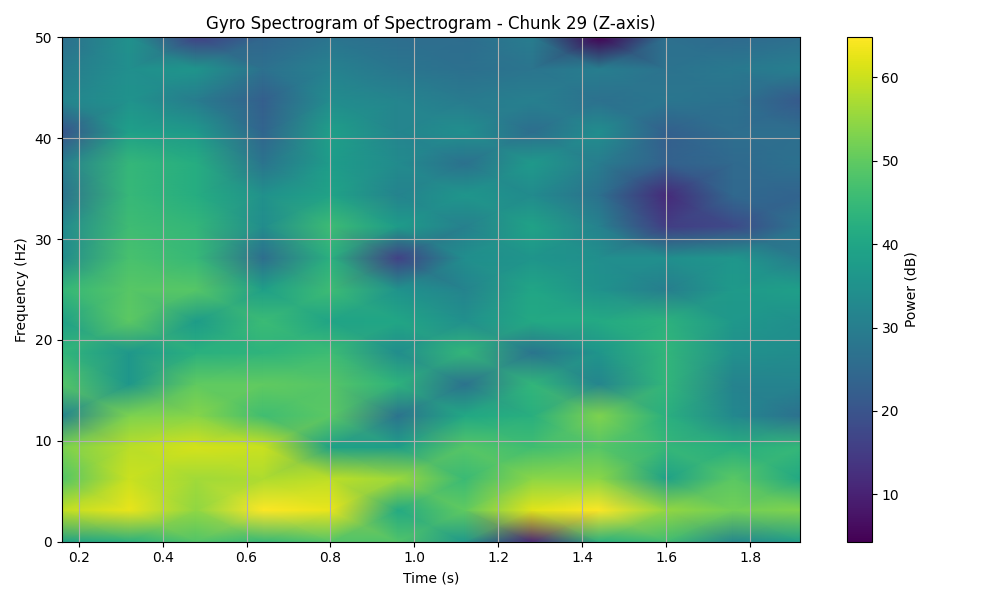 Gyro Spectrogram of Spectrogram - Chunk 29 (Z-axis)
50
40
30
20
10
0
Frequency (Hz)
0.2 0.4 0.6 0.8 1.0 1.2 1.4 1.6 1.8
Time (s)
60
50
40
30
20
10
Power (dB)